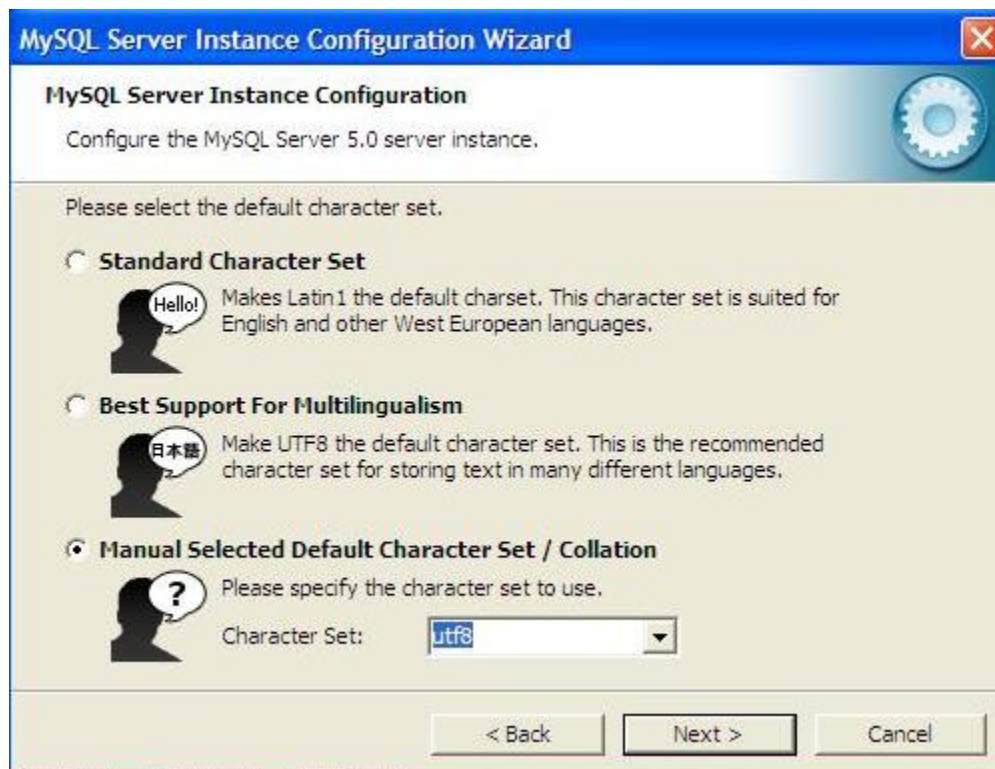 MySQL Server Instance Configuration Wizard
MySQL Server Instance Configuration
Configure the MySQL Server 5.0 server instance.
Please select the default character set.
Standard Character Set
Hello!
Makes Latin1 the default charset. This character set is suited for
English and other West European languages.
Best Support For Multilingualism
日本語
Make UTF8 the default character set. This is the recommended
character set for storing text in many different languages.
Manual Selected Default Character Set / Collation
?
Please specify the character set to use.
Character Set: utf8
< Back Next > Cancel